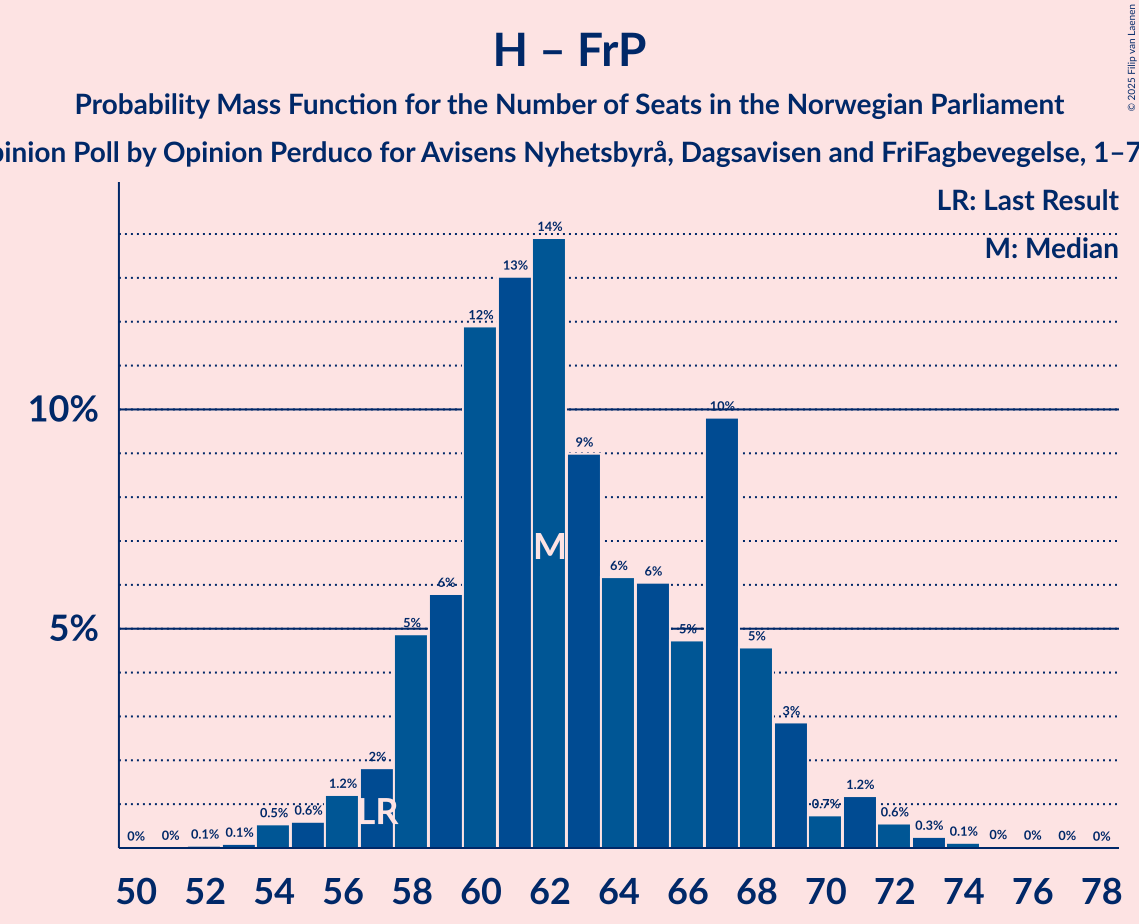 © 2025 Filip van Laenen
H – FrP
Probability Mass Function for the Number of Seats in the Norwegian Parliament
pinion Poll by Opinion Perduco for Avisens Nyhetsbyrå, Dagsavisen and FriFagbevegelse, 1–7
LR: Last Result
M: Median
10%
5%
0% 0% 0.1% 0.1% 0.5% 0.6% 1.2% 2% 5% 6% 12% 13% 14% 9% 6% 6% 5% 10% 5% 3% 0.7% 1.2% 0.6% 0.3% 0.1% 0% 0% 0% 0%
M
LR
50 52 54 56 58 60 62 64 66 68 70 72 74 76 78